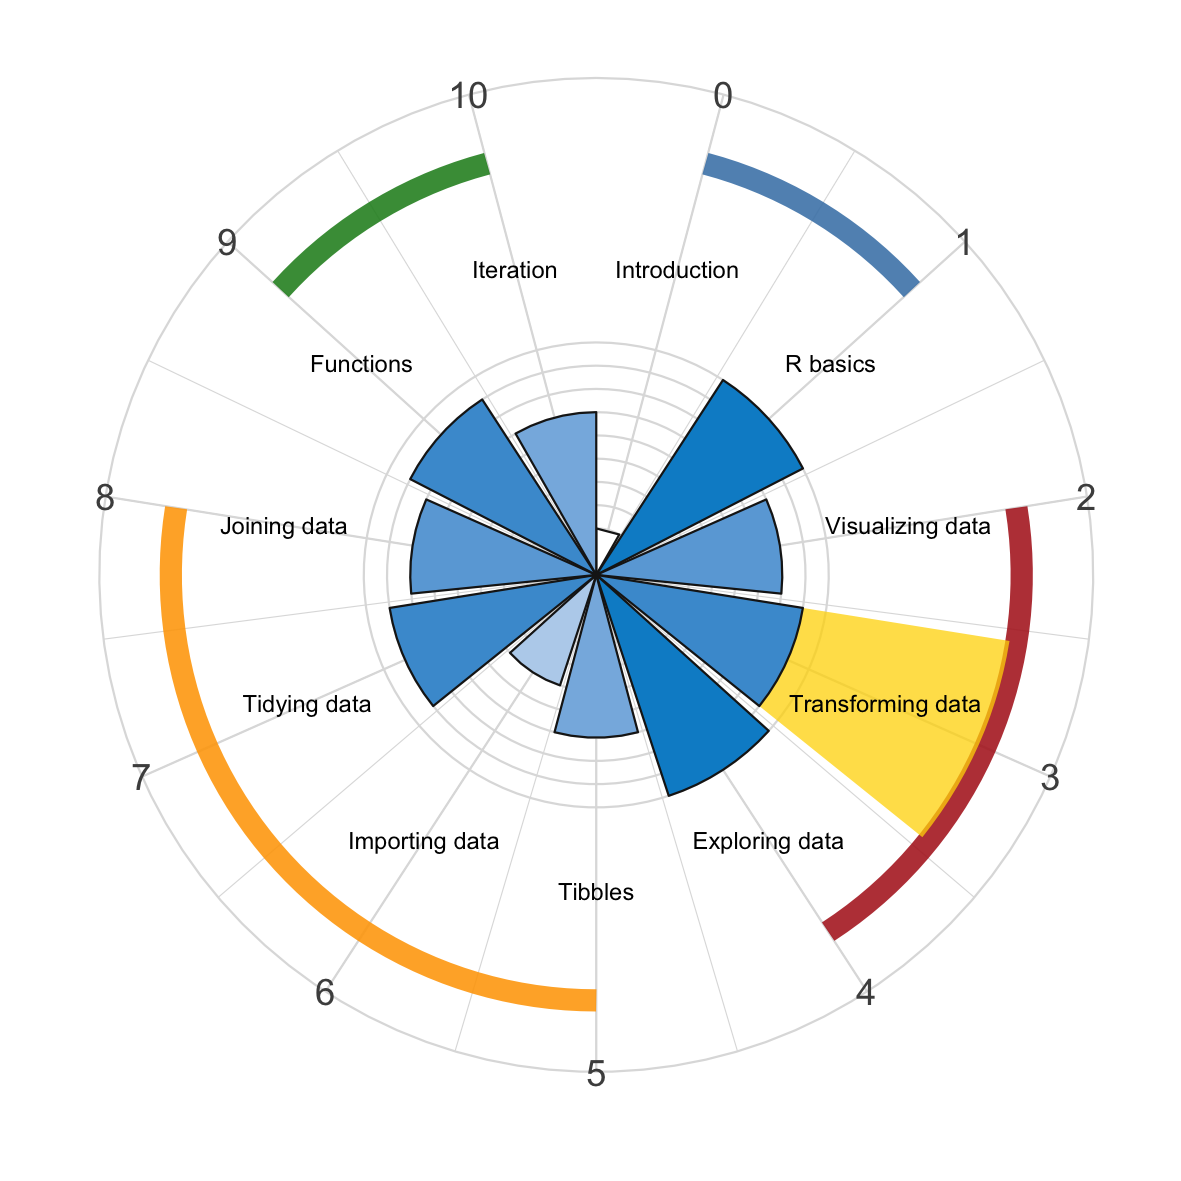 10
0
9
1
Iteration
Introduction
Functions
R basics
8
2
Joining data
Visualizing data
Tidying data
Transforming data
7
3
Importing data
Exploring data
Tibbles
6
4
5